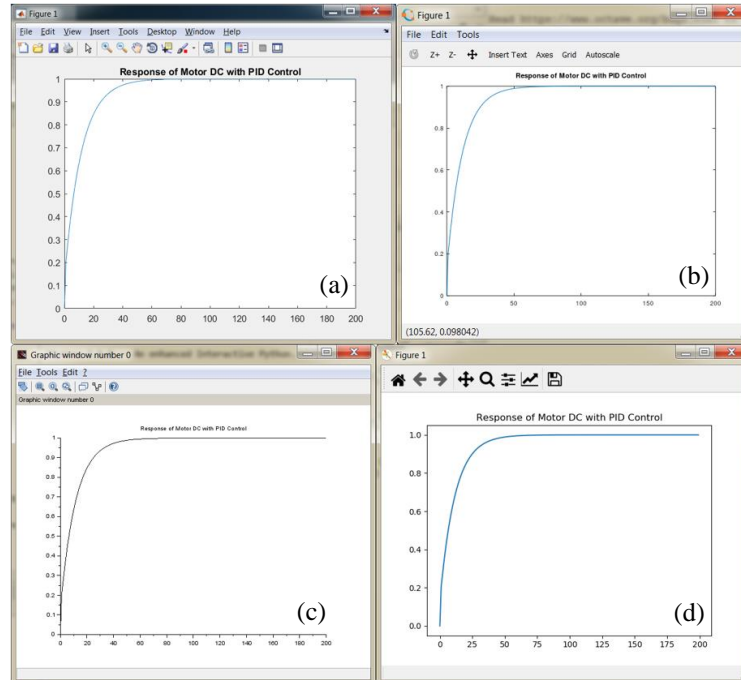 Figure 1
File Edit View Insert Tools Desktop Window Help
Response of Motor DC with PID Control
1
0.9
0.8
0.7
0.6
0.5
0.4
0.3
0.2
0.1
0
0 20 40 60 80 100 120 140 160 180 200
(a)
Figure 1
File Edit Tools
Z+ Z- Insert Text Axes Grid Autoscale
Response of Motor DC with PID Control
1
0.8
0.6
0.4
0.2
0
0 50 100 150 200
(b)
(105.62, 0.098042)
Graphic window number 0
File Tools Edit ?
Graphic window number 0
Response of Motor DC with PID Control
1
0.9
0.8
0.7
0.6
0.5
0.4
0.3
0.2
0.1
0
0 20 40 60 80 100 120 140 160 180 200
(c)
Figure 1
Response of Motor DC with PID Control
1.0
0.8
0.6
0.4
0.2
0.0
0 25 50 75 100 125 150 175 200
(d)